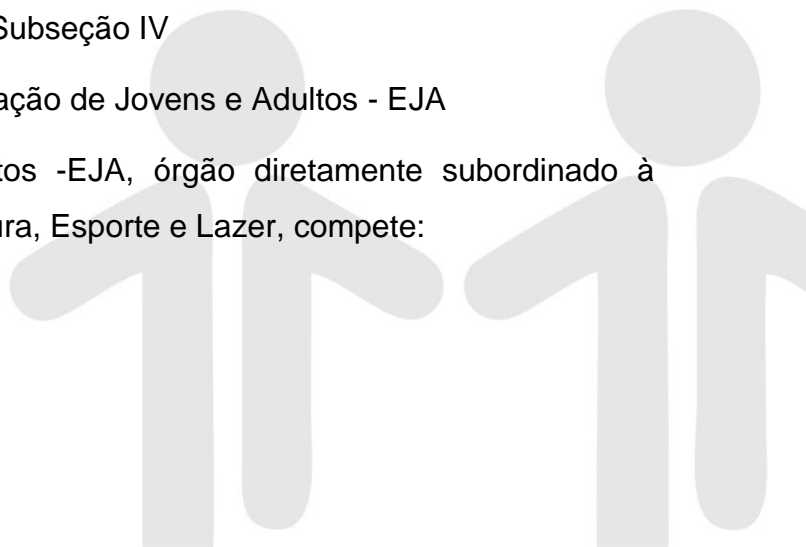 Subseção IV
ação de Jovens e Adultos - EJA
tos -EJA, órgão diretamente subordinado à
ura, Esporte e Lazer, compete: